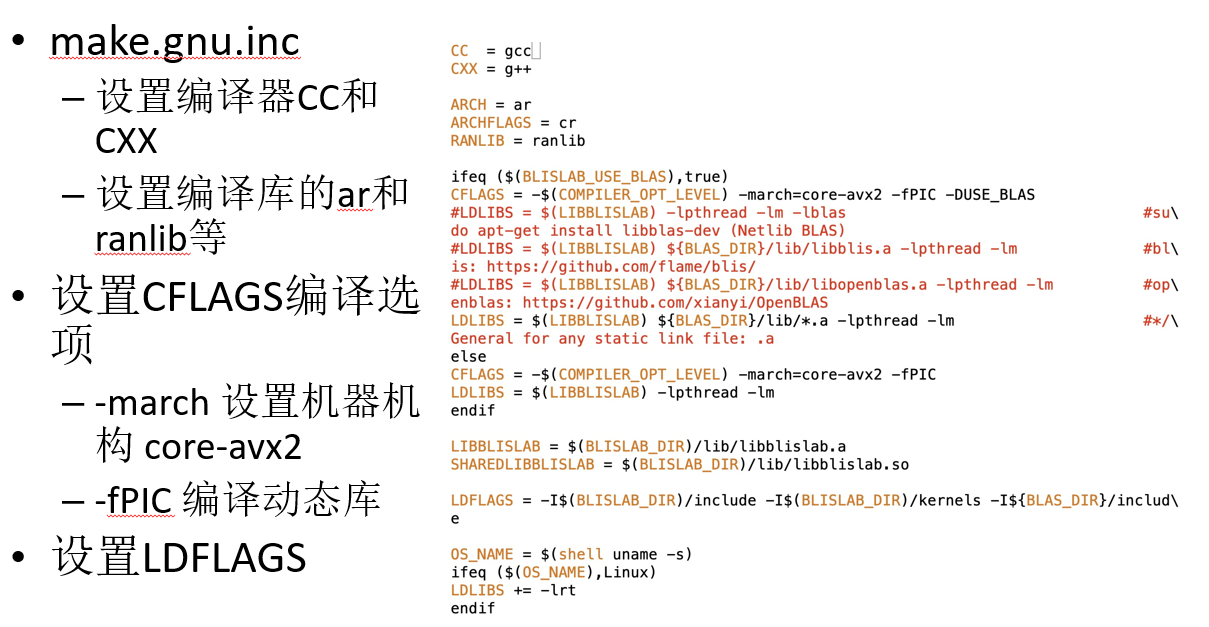 • make.gnu.inc
– 设置编译器CC和
CXX
– 设置编译库的ar和
ranlib等
• 设置CFLAGS编译选
项
– -march 设置机器机
构 core-avx2
– -fPIC 编译动态库
• 设置LDFLAGS
CC  = gcc
CXX = g++
ARCH = ar
ARCHFLAGS = cr
RANLIB = ranlib
ifeq ($(BLISLAB_USE_BLAS),true)
CFLAGS = -$(COMPILER_OPT_LEVEL) -march=core-avx2 -fPIC -DUSE_BLAS
#LDLIBS = $(LIBBLISLAB) -lpthread -lm -lblas #su\
do apt-get install libblas-dev (Netlib BLAS)
#LDLIBS = $(LIBBLISLAB) ${BLAS_DIR}/lib/libblis.a -lpthread -lm #bl\
is: https://github.com/flame/blis/
#LDLIBS = $(LIBBLISLAB) ${BLAS_DIR}/lib/libopenblas.a -lpthread -lm #op\
enblas: https://github.com/xianyi/OpenBLAS
LDLIBS = $(LIBBLISLAB) ${BLAS_DIR}/lib/*.a -lpthread -lm #*/\
General for any static link file: .a
else
CFLAGS = -$(COMPILER_OPT_LEVEL) -march=core-avx2 -fPIC
LDLIBS = $(LIBBLISLAB) -lpthread -lm
endif
LIBBLISLAB = $(BLISLAB_DIR)/lib/libblislab.a
SHAREDLIBBLISLAB = $(BLISLAB_DIR)/lib/libblislab.so
LDFLAGS = -I$(BLISLAB_DIR)/include -I$(BLISLAB_DIR)/kernels -I${BLAS_DIR}/includ\
e
OS_NAME = $(shell uname -s)
ifeq ($(OS_NAME),Linux)
LDLIBS += -lrt
endif